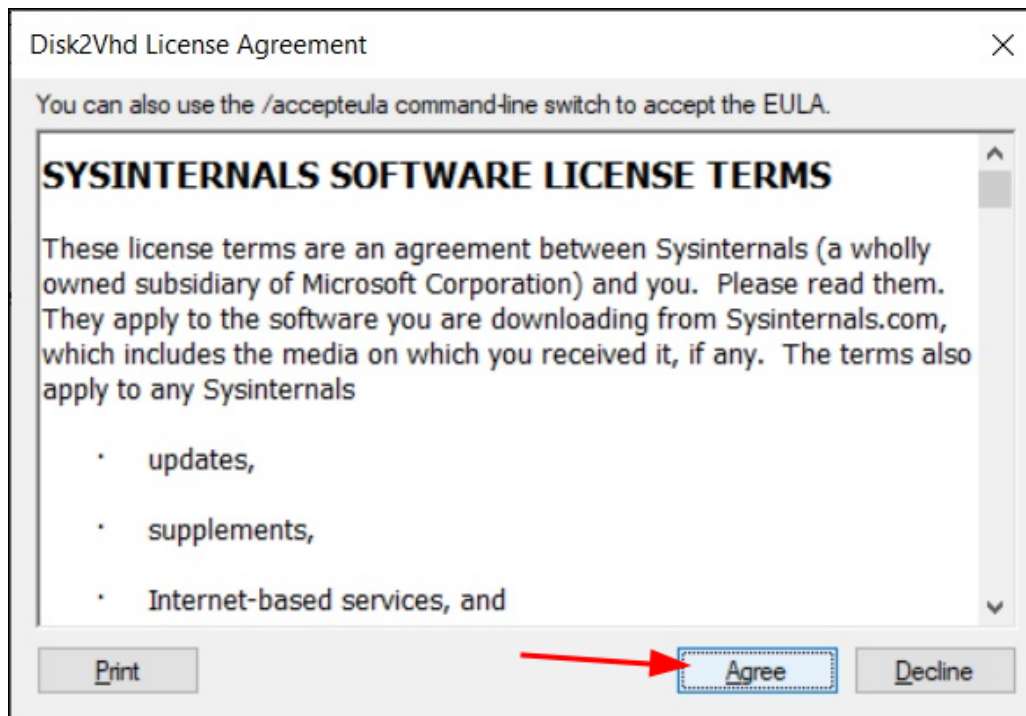 Disk2Vhd License Agreement
You can also use the /accepteula command-line switch to accept the EULA.
SYSINTERNALS SOFTWARE LICENSE TERMS
These license terms are an agreement between Sysinternals (a wholly
owned subsidiary of Microsoft Corporation) and you.  Please read them.
They apply to the software you are downloading from Sysinternals.com,
which includes the media on which you received it, if any.  The terms also
apply to any Sysinternals
· updates,
· supplements,
· Internet-based services, and
Print Agree Decline